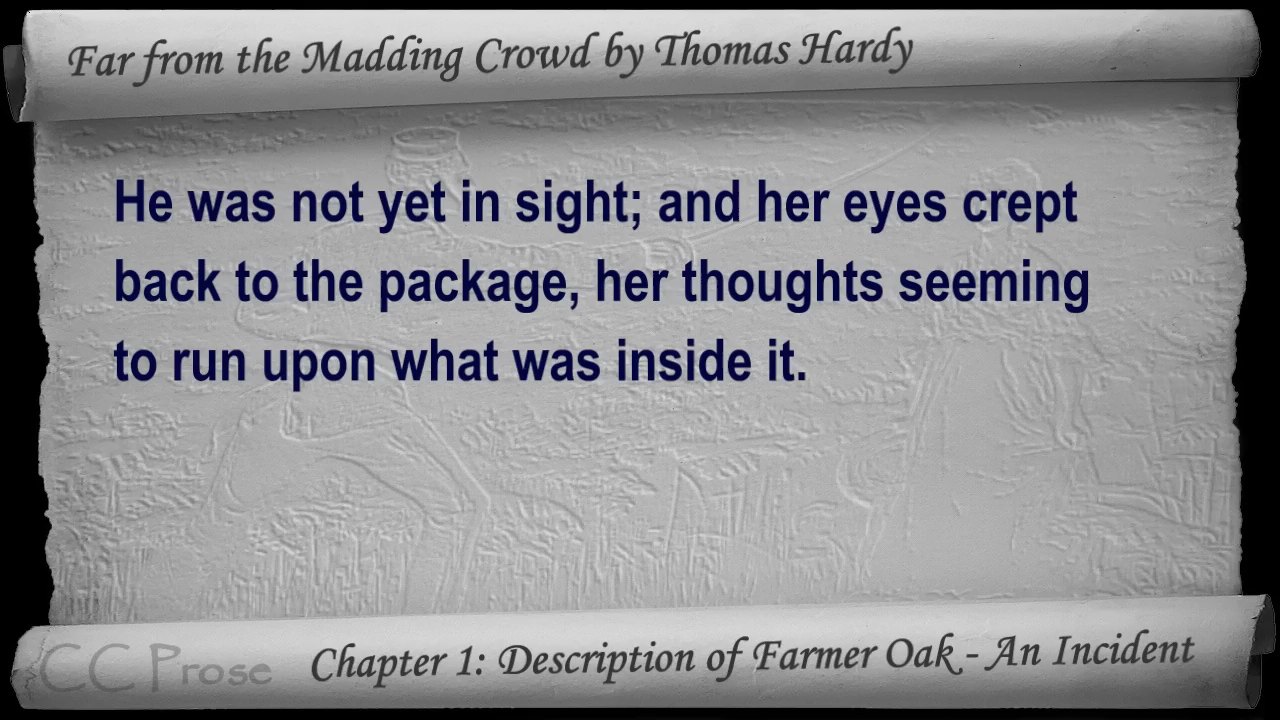 Far from the Madding Crowd by Thomas Hardy
He was not yet in sight; and her eyes crept
back to the package, her thoughts seeming
to run upon what was inside it.
CC Prose
Chapter 1: Description of Farmer Oak - An Incident